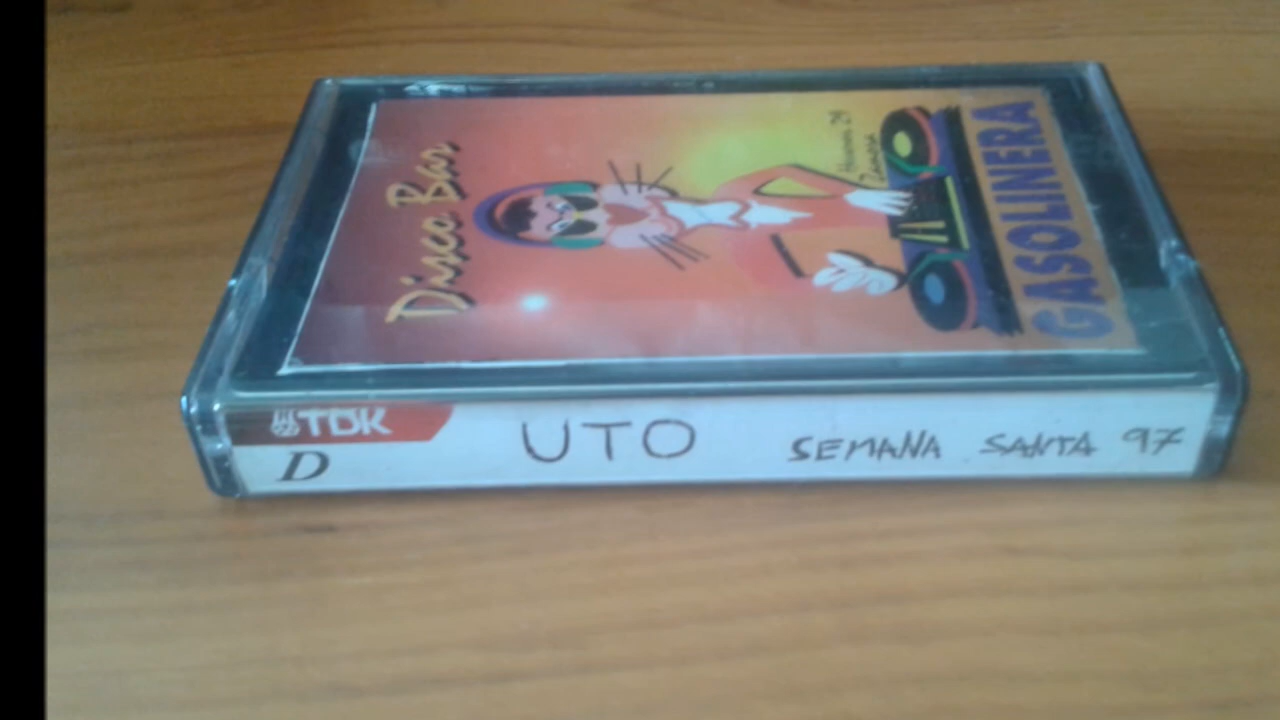 Disco Bar
GASOLINERA
TDK
D
UTO
SEMANA SANTA 97